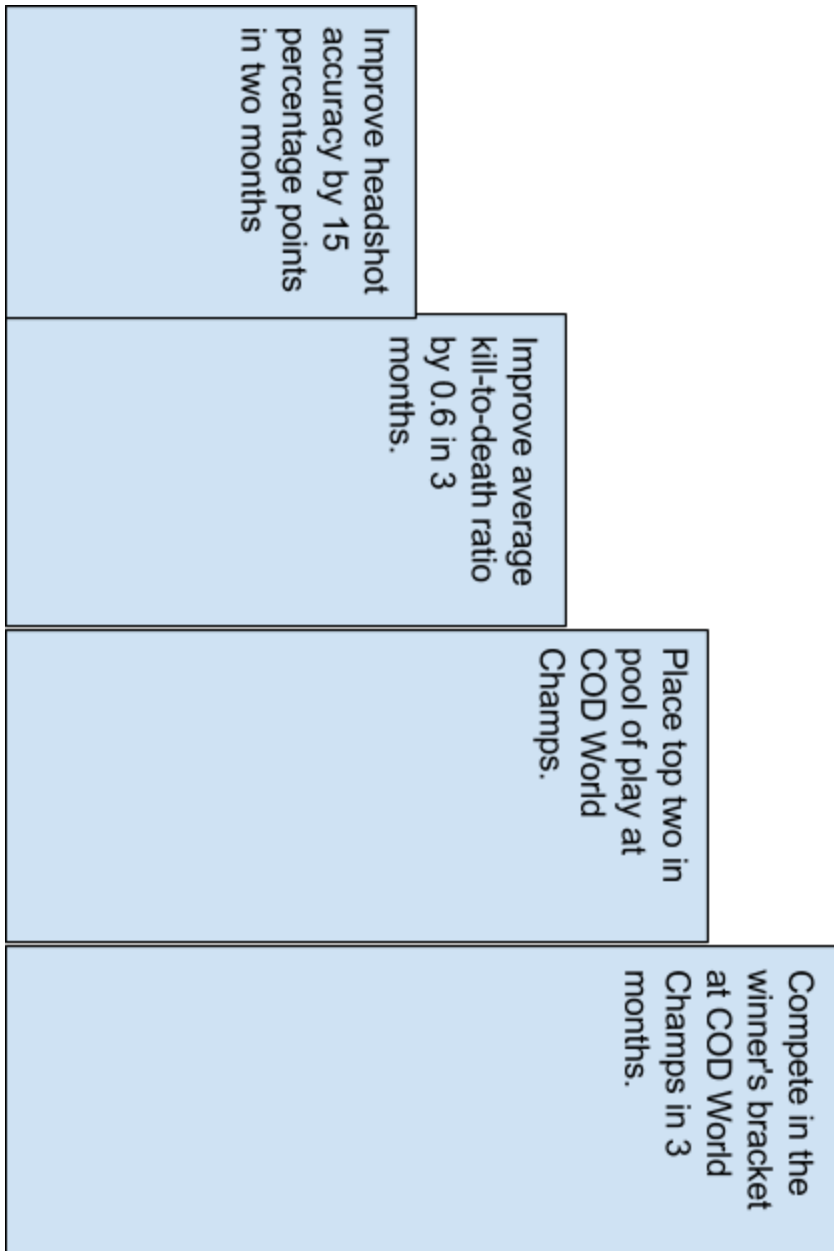 Improve headshot
accuracy by 15
percentage points
in two months
Improve average
kill-to-death ratio
by 0.6 in 3
months.
Place top two in
pool of play at
COD World
Champs.
Compete in the
winner's bracket
at COD World
Champs in 3
months.